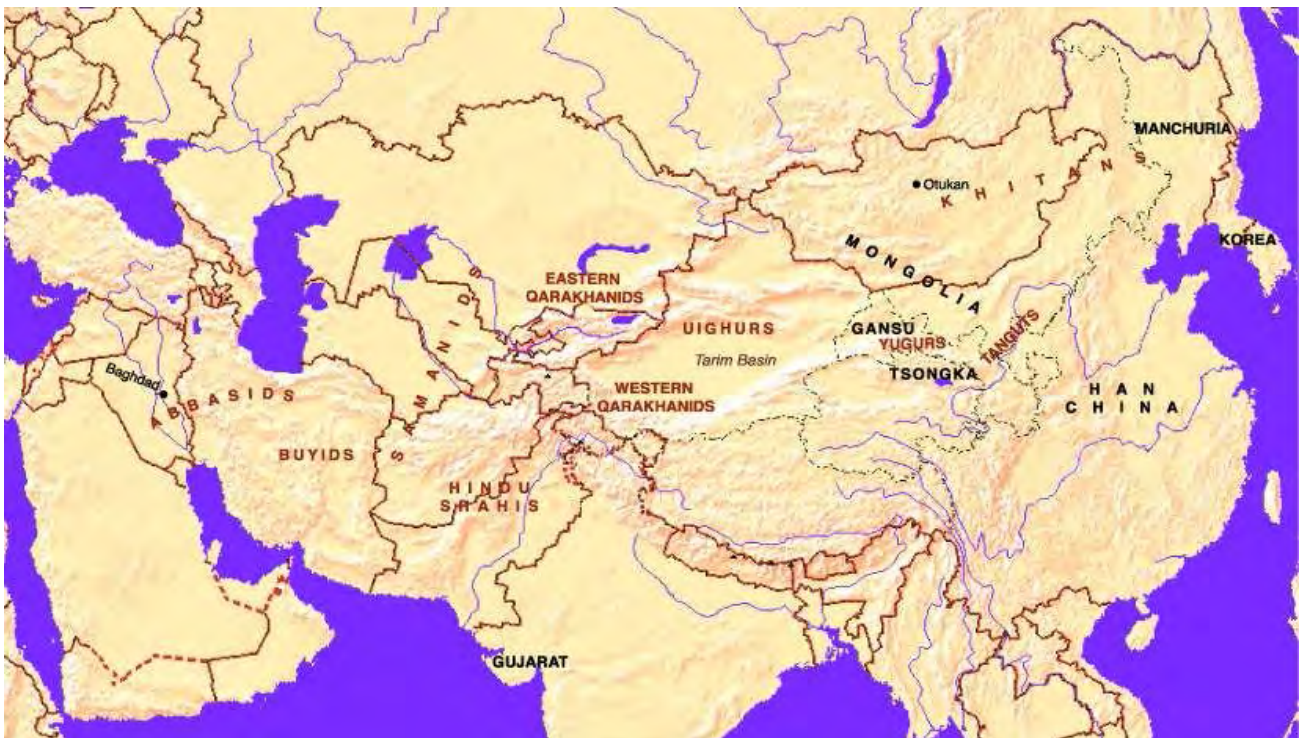 MANCHURIA
Otukan
KHITANS
KOREA
MONGOLIA
EASTERN
QARAKHANIDS
SAMANIDS
UIGHURS
GANSU
YUGURS
TANGUTS
Tarim Basin
TSONGKA
Baghdad
ABBASIDS
WESTERN
QARAKHANIDS
HAN
CHINA
BUYIDS
HINDU
SRAHIS
GUJARAT